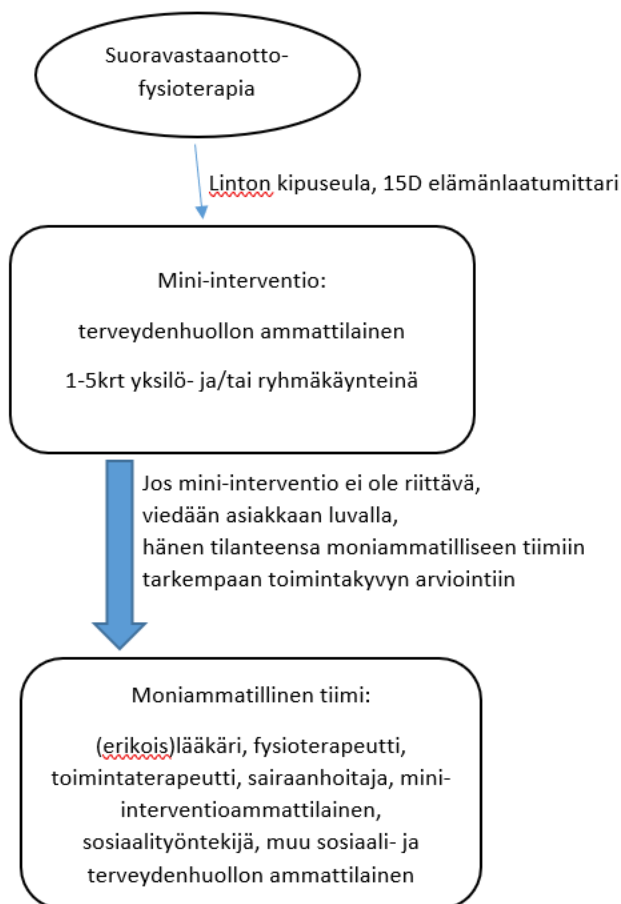 Suoravastaanotto-
fysioterapia
Linton kipuseula, 15D elämänlaatumittari
Mini-interventio:
terveydenhuollon ammattilainen
1-5krt yksilö- ja/tai ryhmäkäynteinä
Jos mini-interventio ei ole riittävä,
viedään asiakkaan luvalla,
hänen tilanteensa moniammatilliseen tiimiin
tarkempaan toimintakyvyn arviointiin
Moniammatillinen tiimi:
(erikois)lääkäri, fysioterapeutti,
toimintaterapeutti, sairaanhoitaja, mini-
interventioammattilainen,
sosiaalityöntekijä, muu sosiaali- ja
terveydenhuollon ammattilainen